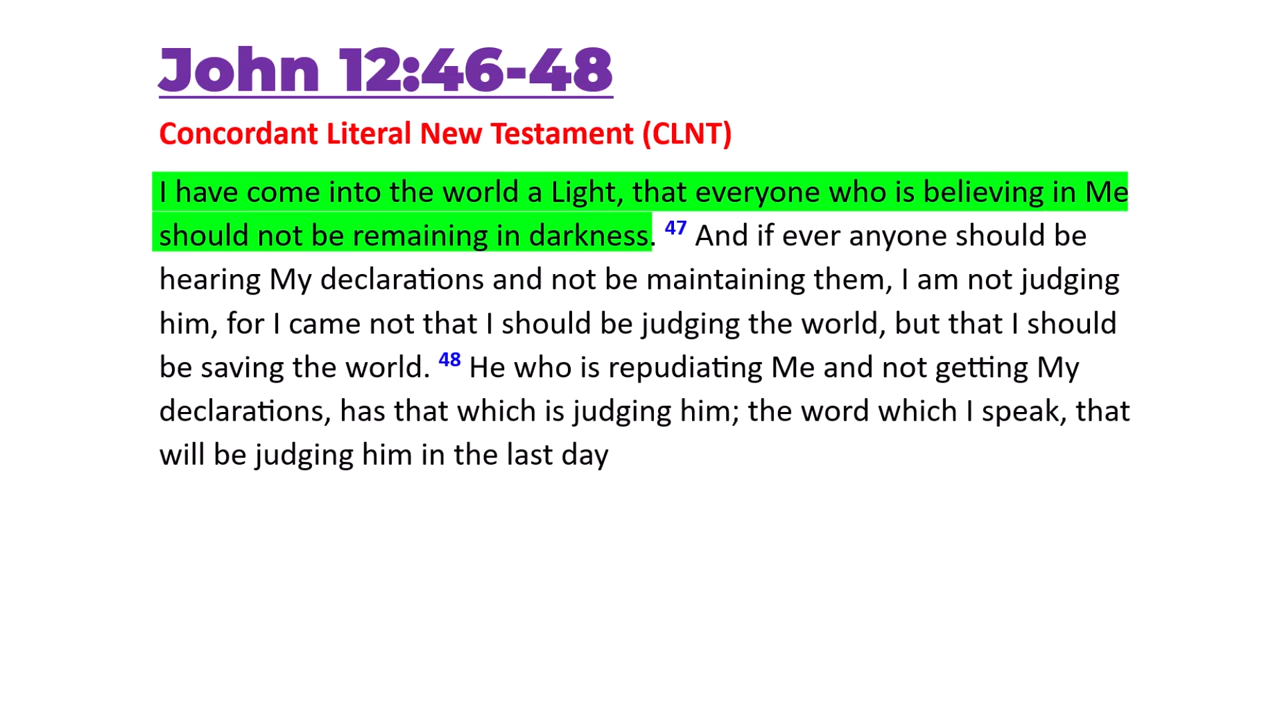 John 12:46-48
Concordant Literal New Testament (CLNT)
I have come into the world a Light, that everyone who is believing in Me
should not be remaining in darkness. 47 And if ever anyone should be
hearing My declarations and not be maintaining them, I am not judging
him, for I came not that I should be judging the world, but that I should
be saving the world. 48 He who is repudiating Me and not getting My
declarations, has that which is judging him; the word which I speak, that
will be judging him in the last day